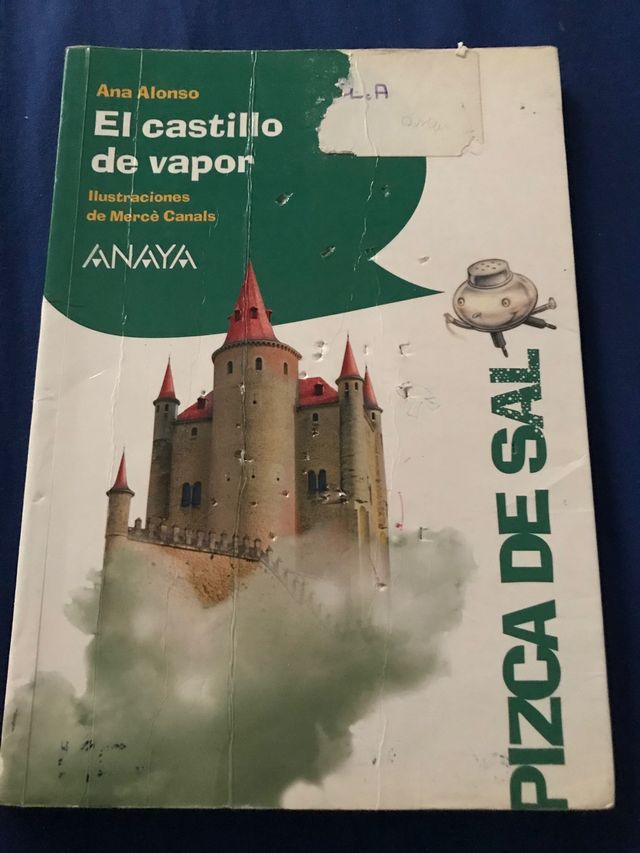 Ana Alonso
El castillo
de vapor
Ilustraciones
de Mercè Canals
ANAYA
L.A
PIZCA DE SAL